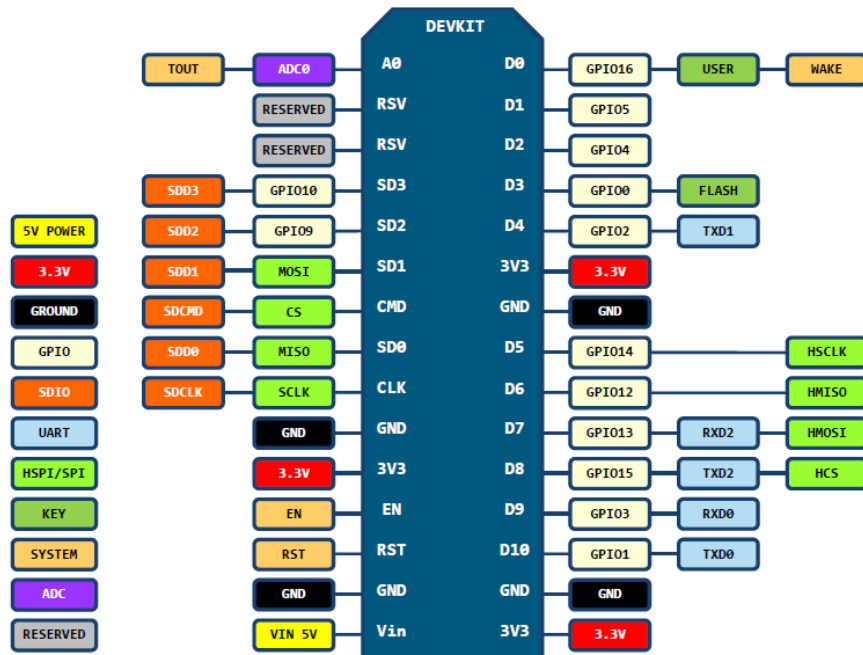 DEVKIT
TOUT ADC0 A0 D0 GPIO16 USER WAKE
RESERVED RSV D1 GPIO5
RESERVED RSV D2 GPIO4
SDD3 GPIO10 SD3 D3 GPIO0 FLASH
5V POWER SDD2 GPIO9 SD2 D4 GPIO2 TXD1
3.3V SDD1 MOSI SD1 3V3 3.3V
GROUND SDCMD CS CMD GND GND
GPIO SDD0 MISO SD0 D5 GPIO14 HSCLK
SDIO SDCLK SCLK CLK D6 GPIO12 HMISO
UART GND GND D7 GPIO13 RXD2 HMOSI
HSPI/SPI 3.3V 3V3 D8 GPIO15 TXD2 HCS
KEY EN EN D9 GPIO3 RXD0
SYSTEM RST RST D10 GPIO1 TXD0
ADC GND GND GND GND
RESERVED VIN 5V Vin 3V3 3.3V